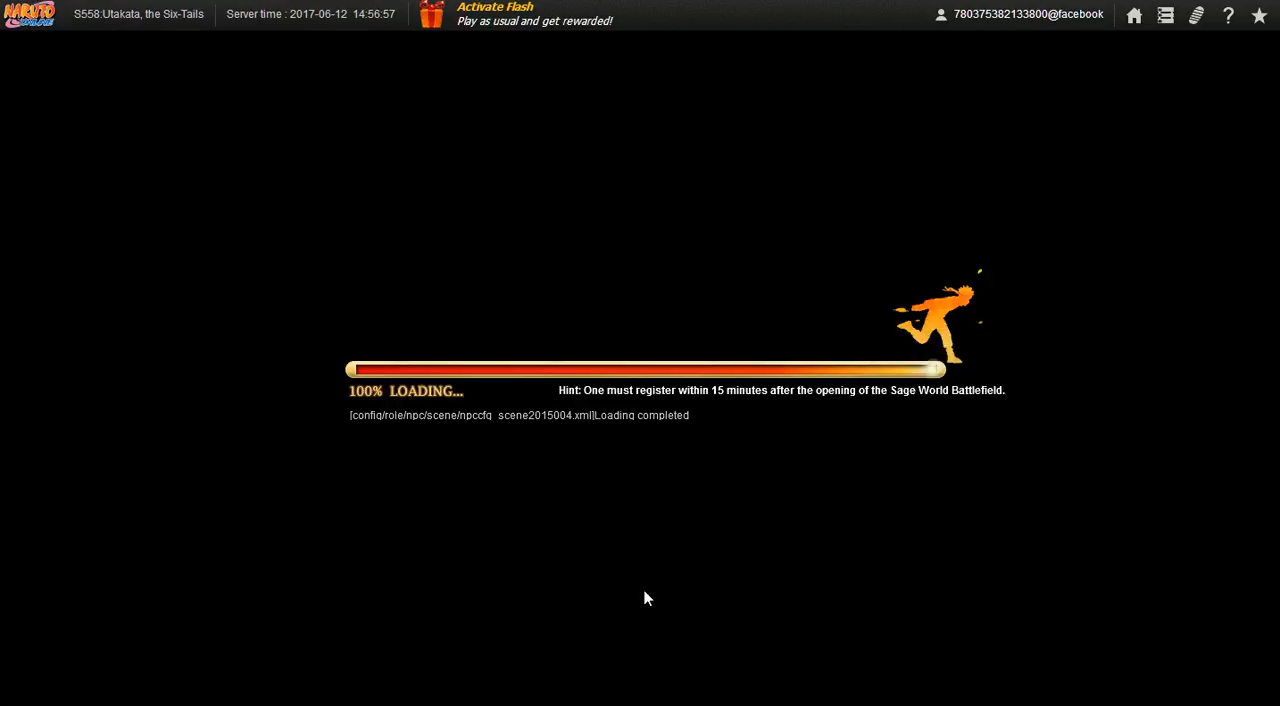 NARUTO
ONLINE
S558:Utakata, the Six-Tails
Server time : 2017-06-12 14:56:57
Activate Flash
Play as usual and get rewarded!
780375382133800@facebook
?
100% LOADING...
Hint: One must register within 15 minutes after the opening of the Sage World Battlefield.
[config/role/npc/scene/npccfg_scene2015004.xml]Loading completed